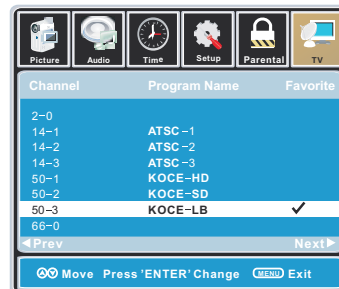 Picture Audio Time Setup Parental TV
Channel Program Name Favorite
2-0
14-1 ATSC-1
14-2 ATSC-2
14-3 ATSC-3
50-1 KOCE-HD
50-2 KOCE-SD
50-3 KOCE-LB ✓
66-0
◀Prev Next▶
Move Press 'ENTER' Change MENU Exit